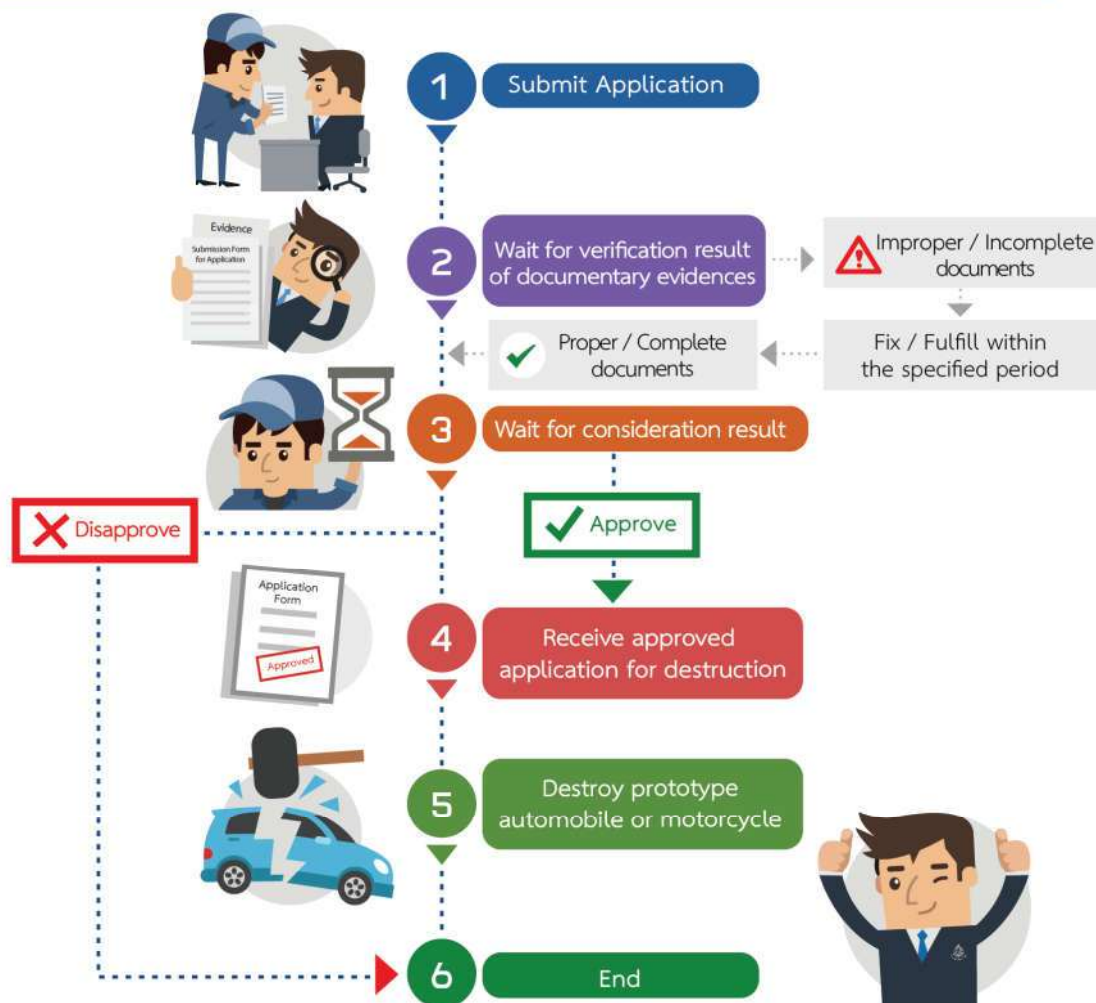 1
Submit Application
Evidence
Submission Form
for Application
2
Wait for verification result
of documentary evidences
Improper / Incomplete
documents
Proper / Complete
documents
Fix / Fulfill within
the specified period
3
Wait for consideration result
Disapprove
Approve
Application
Form
Approved
4
Receive approved
application for destruction
5
Destroy prototype
automobile or motorcycle
6
End